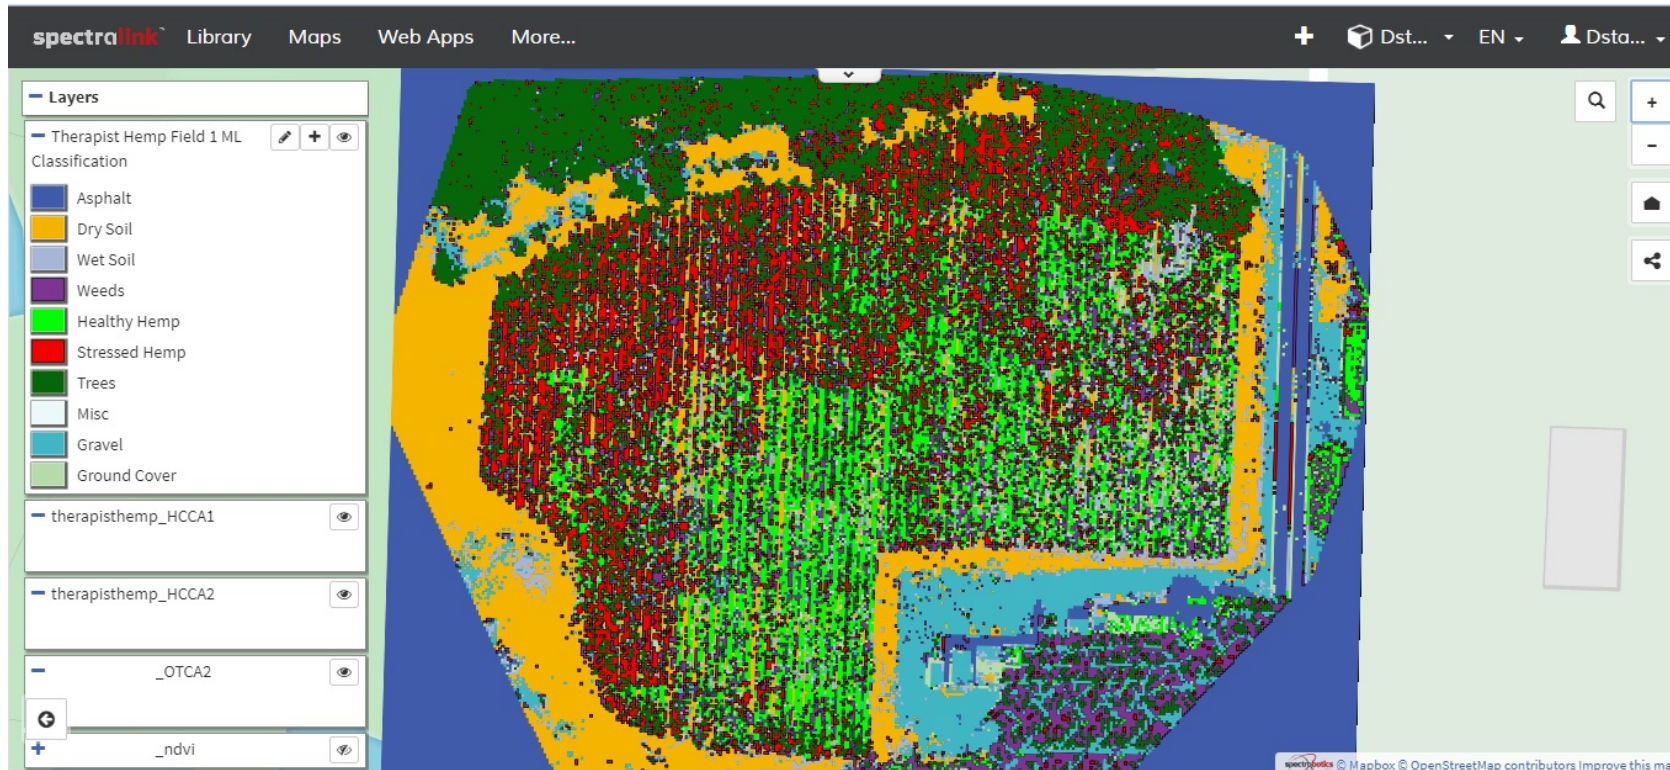 spectralink Library Maps Web Apps More... Dst... EN Dsta...
Layers
Therapist Hemp Field 1 ML
Classification
Asphalt
Dry Soil
Wet Soil
Weeds
Healthy Hemp
Stressed Hemp
Trees
Misc
Gravel
Ground Cover
therapisthemp_HCCA1
therapisthemp_HCCA2
_OTCA2
_ndvi
spectrabotics © Mapbox © OpenStreetMap contributors Improve this ma